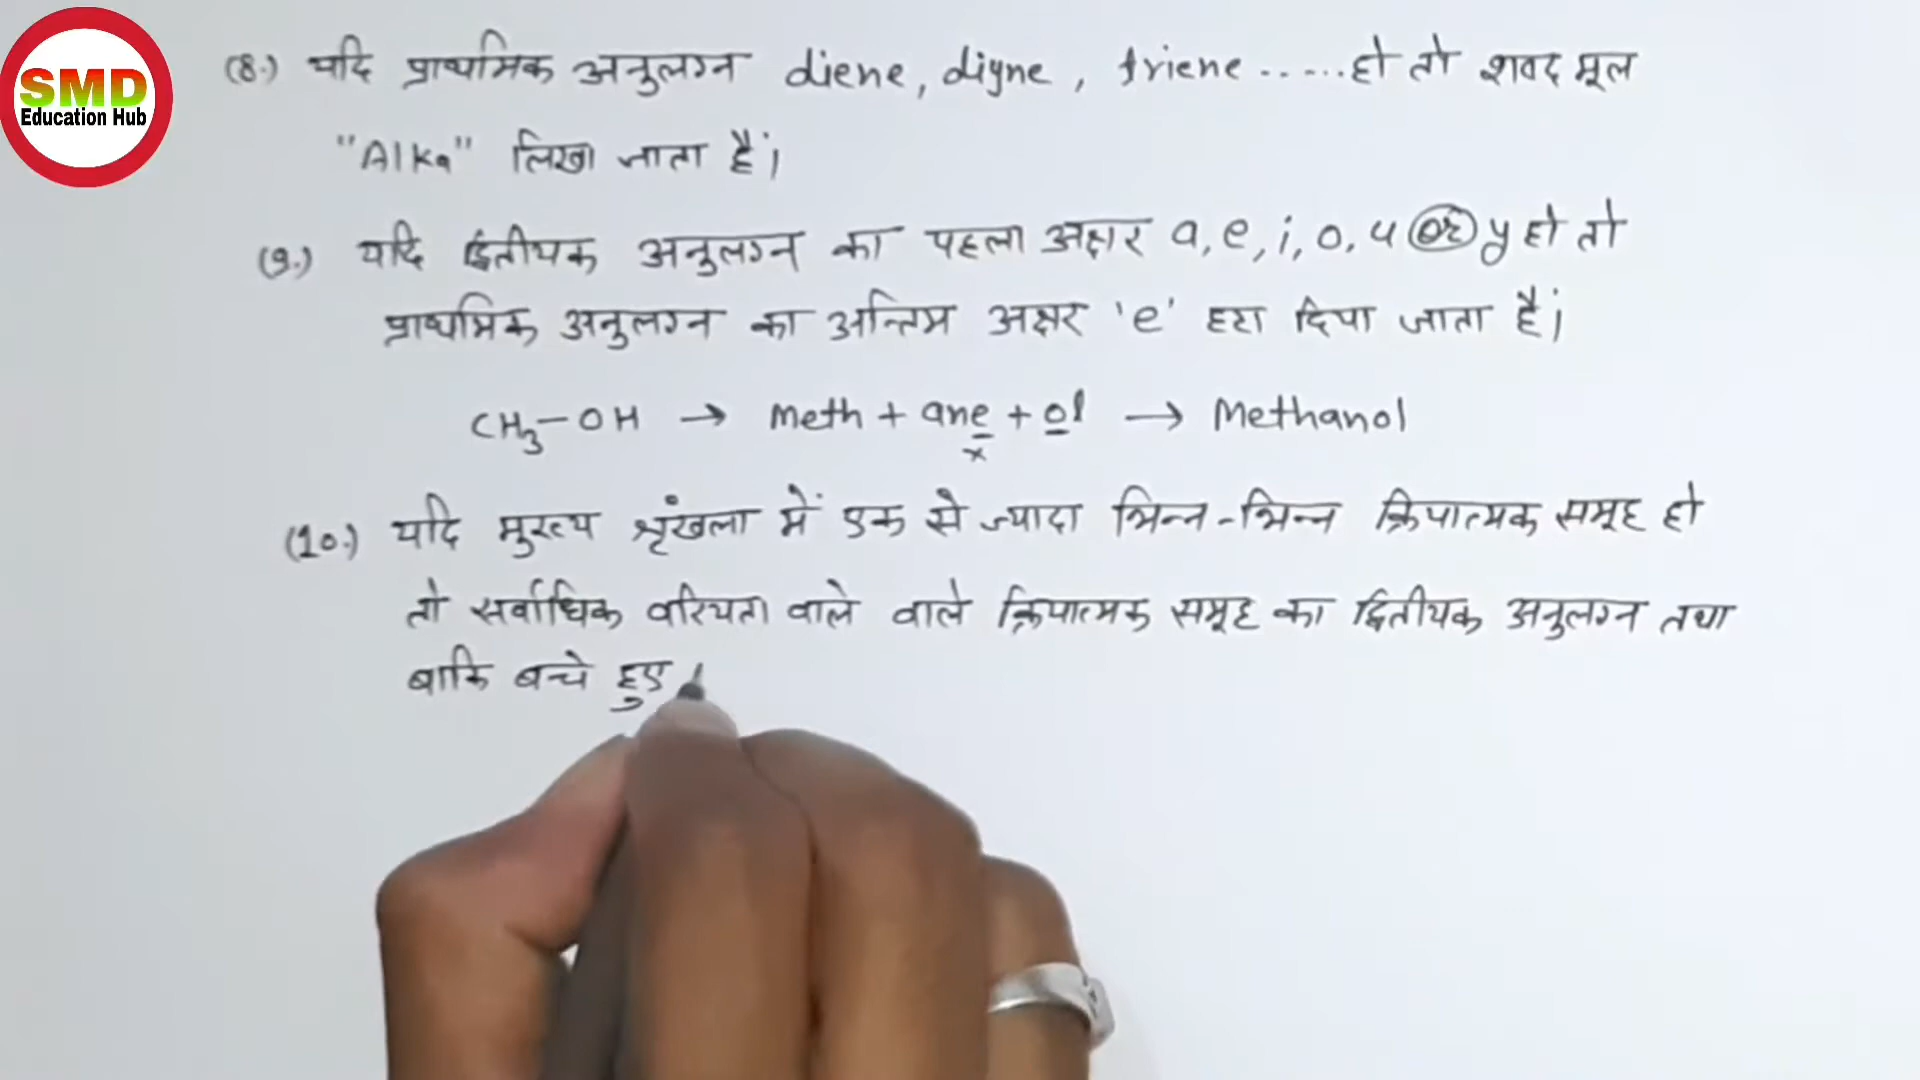 SMD
Education Hub
(8.) यदि प्राथमिक अनुलग्न diene, diyne, triene ......हो तो शब्द मूल
"Alka" लिखा जाता है।
(9.) यदि द्वितीयक अनुलग्न का पहला अक्षर a, e, i, o, u or y हो तो
प्राथमिक अनुलग्न का अन्तिम अक्षर 'e' हटा दिया जाता है।
CH₃-OH → Meth + ane + ol → Methanol
x
(10.) यदि मुख्य श्रृंखला में एक से ज्यादा भिन्न-भिन्न क्रियात्मक समूह हो
तो सर्वाधिक वरियता वाले वाले क्रियात्मक समूह का द्वितीयक अनुलग्न तथा
बाकि बचे हुए